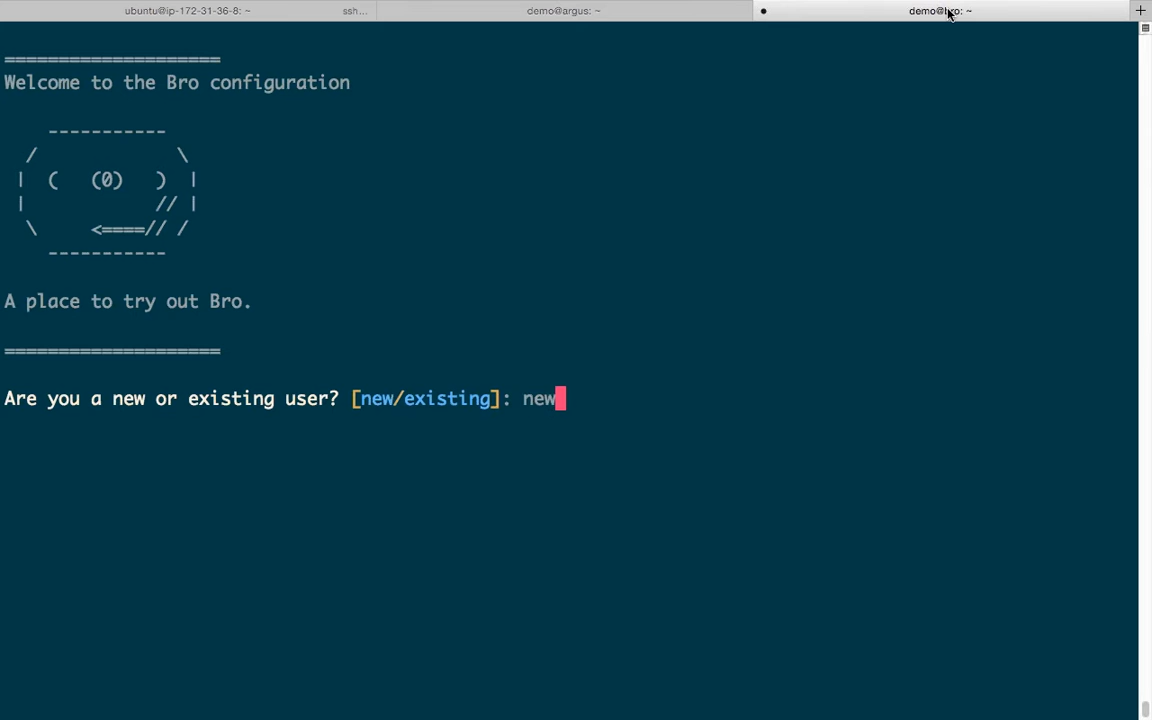 ubuntu@ip-172-31-36-8: ~ ssh... demo@argus: ~ demo@bro: ~
====================
Welcome to the Bro configuration
    -----------
  /             \
 |  (   (0)   )  |
 |            // |
  \     <====// /
    -----------
A place to try out Bro.
====================
Are you a new or existing user? [new/existing]: new